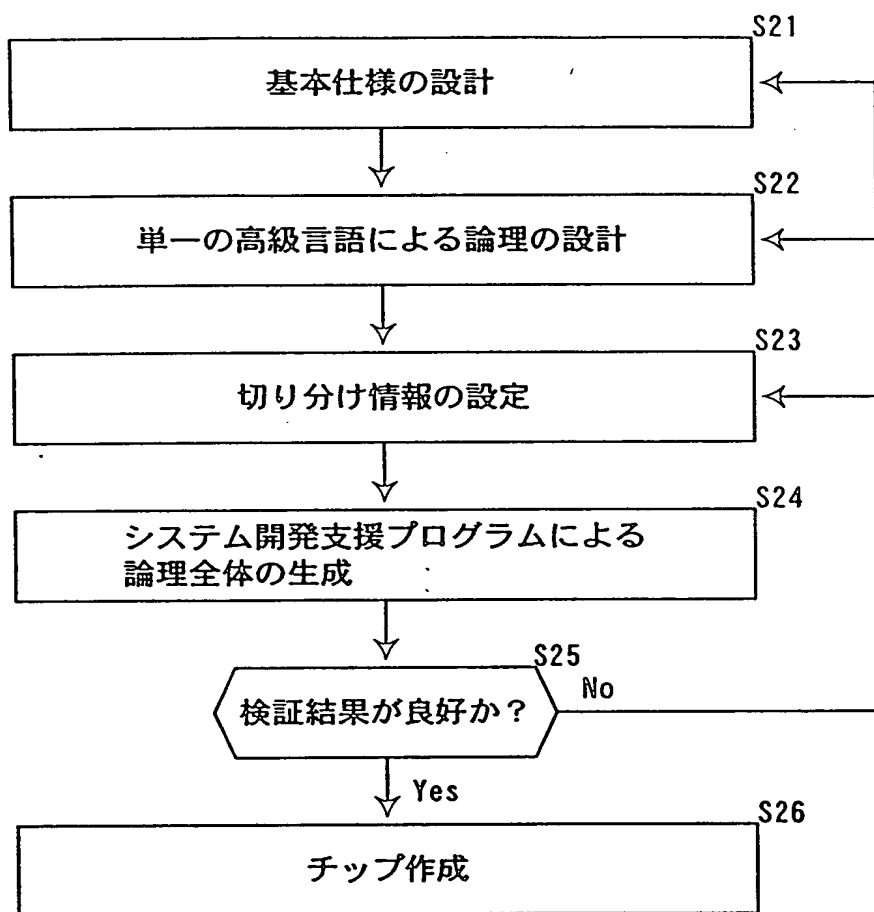 S21
基本仕様の設計
S22
単一の高級言語による論理の設計
S23
切り分け情報の設定
S24
システム開発支援プログラムによる
論理全体の生成
S25
検証結果が良好か?
No
Yes
S26
チップ作成